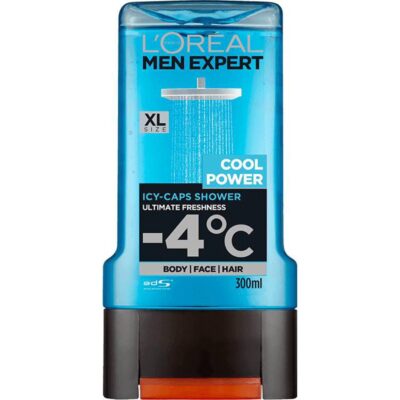 L'ORÉAL
MEN EXPERT
XL
SIZE
COOL
POWER
ICY-CAPS SHOWER
ULTIMATE FRESHNESS
-4°C
BODY | FACE | HAIR
300ml